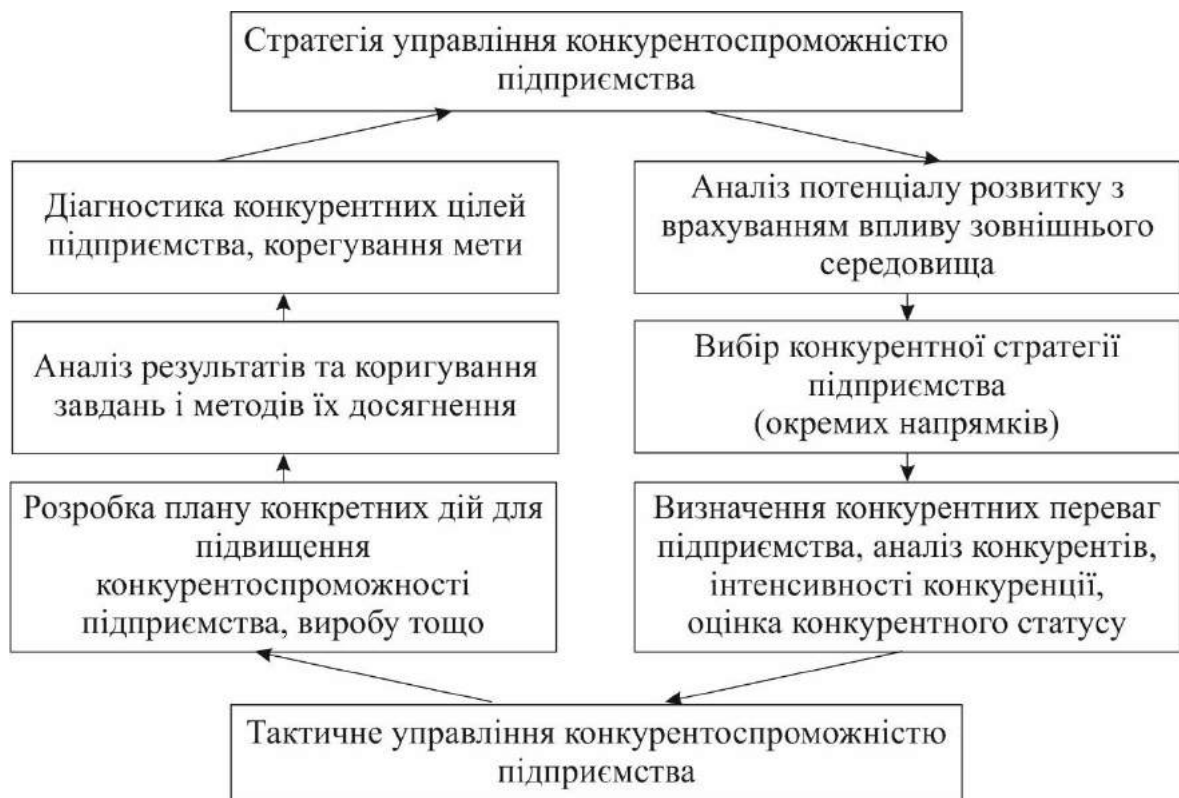 Стратегія управління конкурентоспроможністю
підприємства
Діагностика конкурентних цілей
підприємства, корегування мети
Аналіз потенціалу розвитку з
врахуванням впливу зовнішнього
середовища
Аналіз результатів та коригування
завдань і методів їх досягнення
Вибір конкурентної стратегії
підприємства
(окремих напрямків)
Розробка плану конкретних дій для
підвищення
конкурентоспроможності
підприємства, виробу тощо
Визначення конкурентних переваг
підприємства, аналіз конкурентів,
інтенсивності конкуренції,
оцінка конкурентного статусу
Тактичне управління конкурентоспроможністю
підприємства